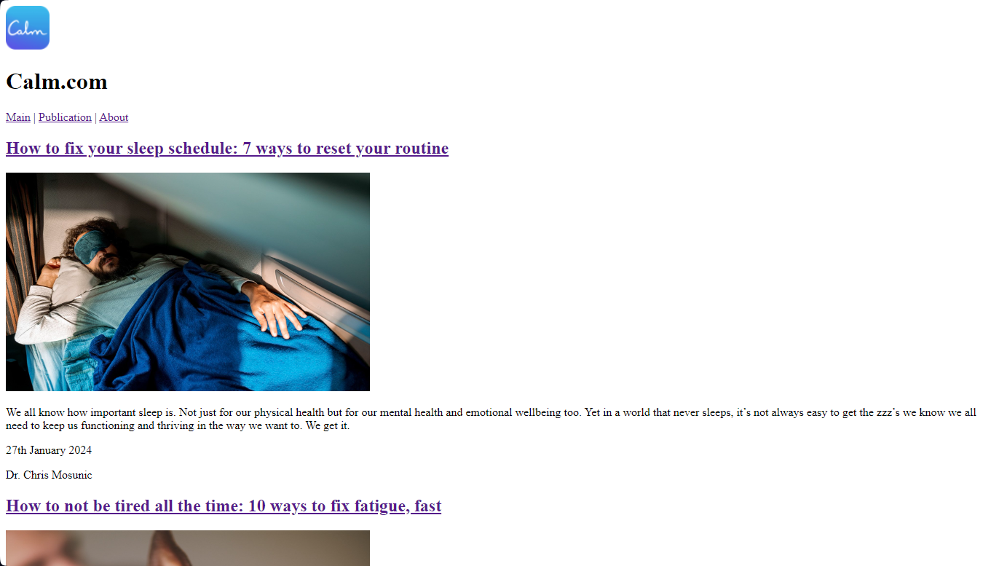 Calm
Calm.com
Main | Publication | About
How to fix your sleep schedule: 7 ways to reset your routine
We all know how important sleep is. Not just for our physical health but for our mental health and emotional wellbeing too. Yet in a world that never sleeps, it’s not always easy to get the zzz’s we know we all
need to keep us functioning and thriving in the way we want to. We get it.
27th January 2024
Dr. Chris Mosunic
How to not be tired all the time: 10 ways to fix fatigue, fast